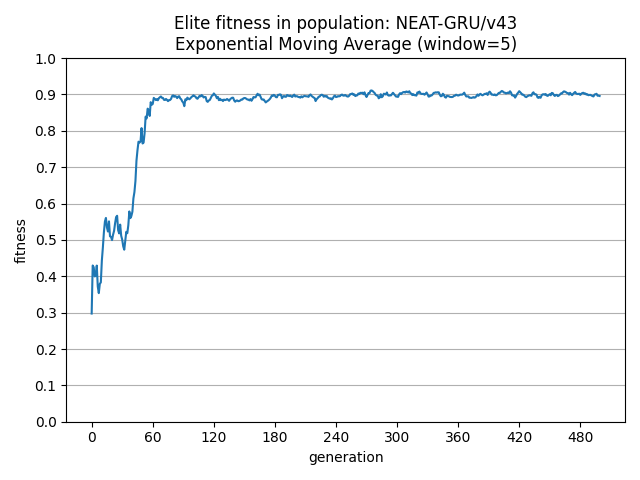 Elite fitness in population: NEAT-GRU/v43
Exponential Moving Average (window=5)
1.0
0.9
0.8
0.7
0.6
0.5
0.4
0.3
0.2
0.1
0.0
fitness
0 60 120 180 240 300 360 420 480
generation